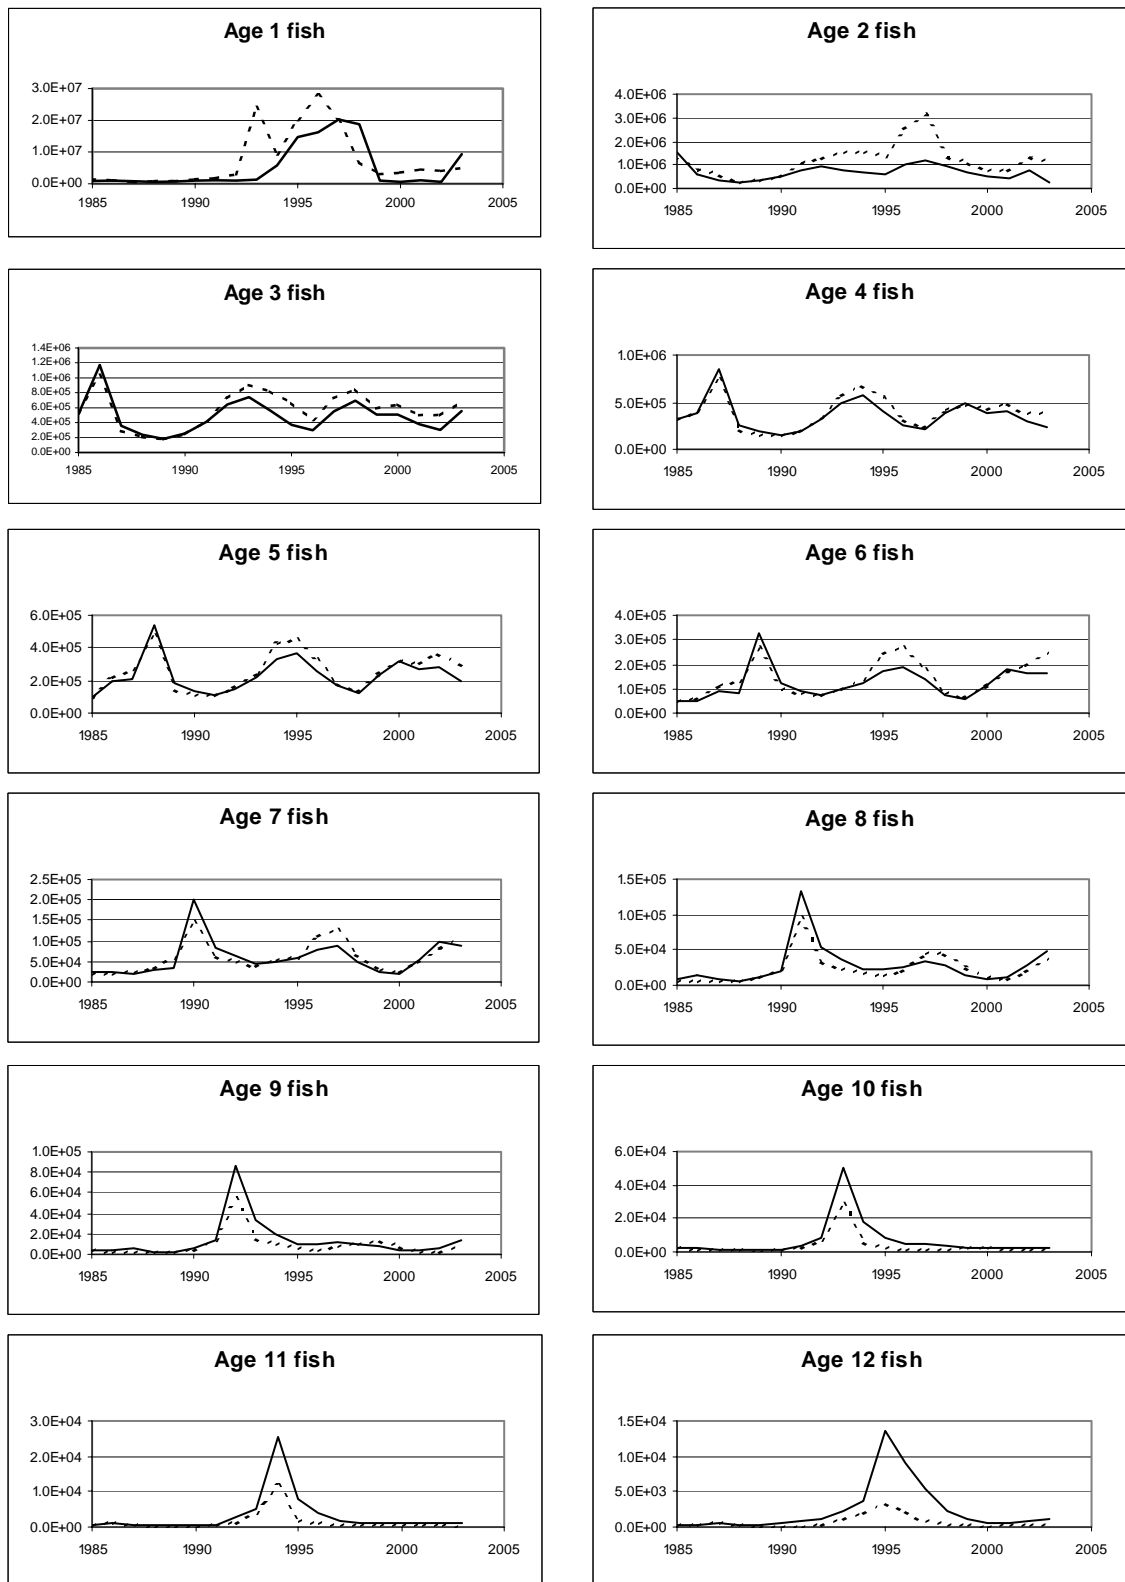 Age 1 fish
3.0E+07
2.0E+07
1.0E+07
0.0E+00
1985 1990 1995 2000 2005
Age 2 fish
4.0E+06
3.0E+06
2.0E+06
1.0E+06
0.0E+00
1985 1990 1995 2000 2005
Age 3 fish
1.4E+06
1.2E+06
1.0E+06
8.0E+05
6.0E+05
4.0E+05
2.0E+05
0.0E+00
1985 1990 1995 2000 2005
Age 4 fish
1.0E+06
5.0E+05
0.0E+00
1985 1990 1995 2000 2005
Age 5 fish
6.0E+05
4.0E+05
2.0E+05
0.0E+00
1985 1990 1995 2000 2005
Age 6 fish
4.0E+05
3.0E+05
2.0E+05
1.0E+05
0.0E+00
1985 1990 1995 2000 2005
Age 7 fish
2.5E+05
2.0E+05
1.5E+05
1.0E+05
5.0E+04
0.0E+00
1985 1990 1995 2000 2005
Age 8 fish
1.5E+05
1.0E+05
5.0E+04
0.0E+00
1985 1990 1995 2000 2005
Age 9 fish
1.0E+05
8.0E+04
6.0E+04
4.0E+04
2.0E+04
0.0E+00
1985 1990 1995 2000 2005
Age 10 fish
6.0E+04
4.0E+04
2.0E+04
0.0E+00
1985 1990 1995 2000 2005
Age 11 fish
3.0E+04
2.0E+04
1.0E+04
0.0E+00
1985 1990 1995 2000 2005
Age 12 fish
1.5E+04
1.0E+04
5.0E+03
0.0E+00
1985 1990 1995 2000 2005